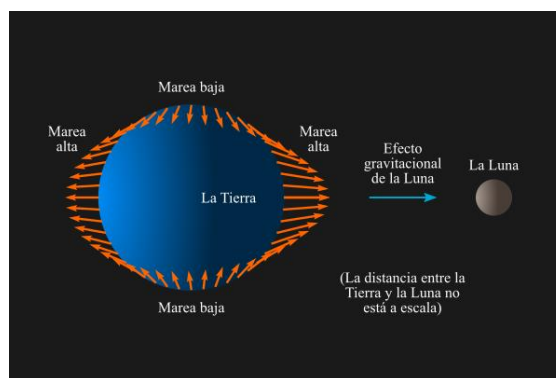 Marea baja
Marea
alta
Marea
alta
Efecto
gravitacional
de la Luna
La Luna
La Tierra
(La distancia entre la
Tierra y la Luna no
está a escala)
Marea baja